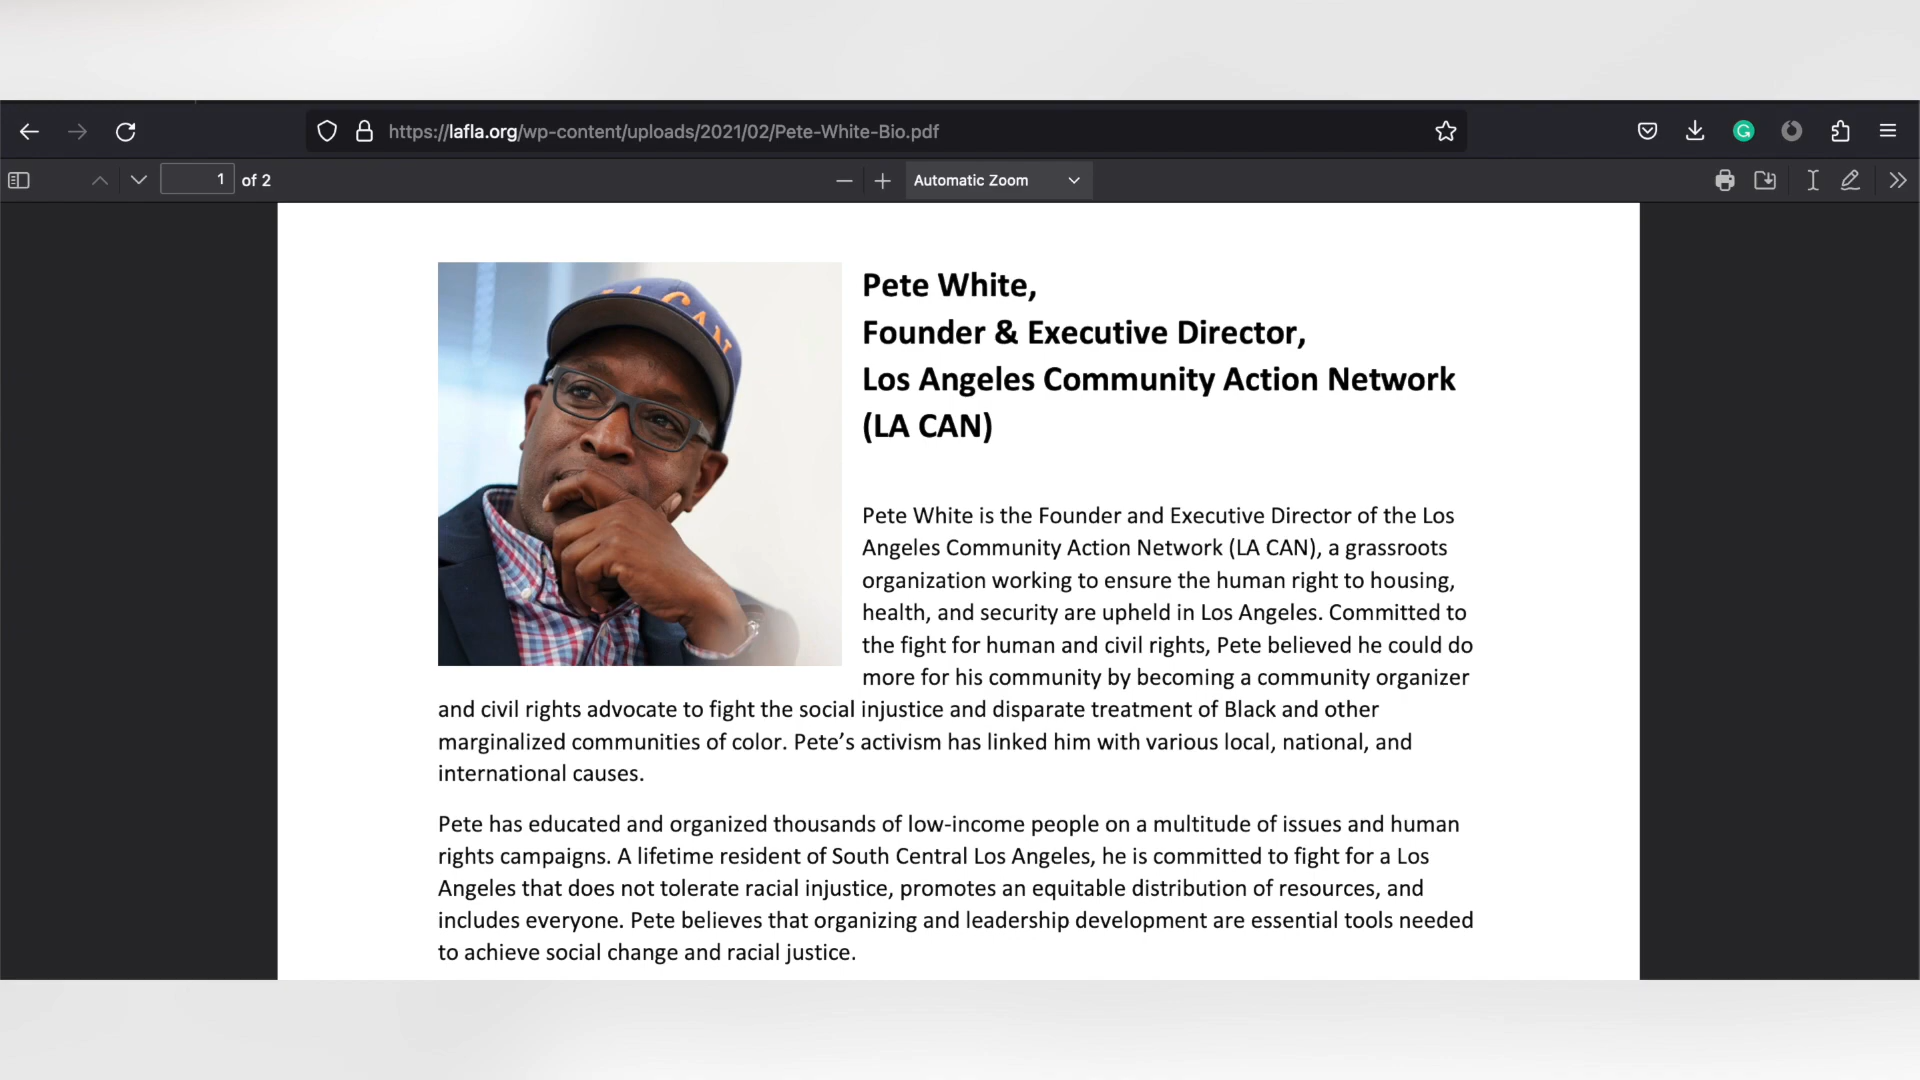 https://lafla.org/wp-content/uploads/2021/02/Pete-White-Bio.pdf
1 of 2
Automatic Zoom
LA CAN
Pete White,
Founder & Executive Director,
Los Angeles Community Action Network
(LA CAN)
Pete White is the Founder and Executive Director of the Los
Angeles Community Action Network (LA CAN), a grassroots
organization working to ensure the human right to housing,
health, and security are upheld in Los Angeles. Committed to
the fight for human and civil rights, Pete believed he could do
more for his community by becoming a community organizer
and civil rights advocate to fight the social injustice and disparate treatment of Black and other
marginalized communities of color. Pete’s activism has linked him with various local, national, and
international causes.
Pete has educated and organized thousands of low-income people on a multitude of issues and human
rights campaigns. A lifetime resident of South Central Los Angeles, he is committed to fight for a Los
Angeles that does not tolerate racial injustice, promotes an equitable distribution of resources, and
includes everyone. Pete believes that organizing and leadership development are essential tools needed
to achieve social change and racial justice.